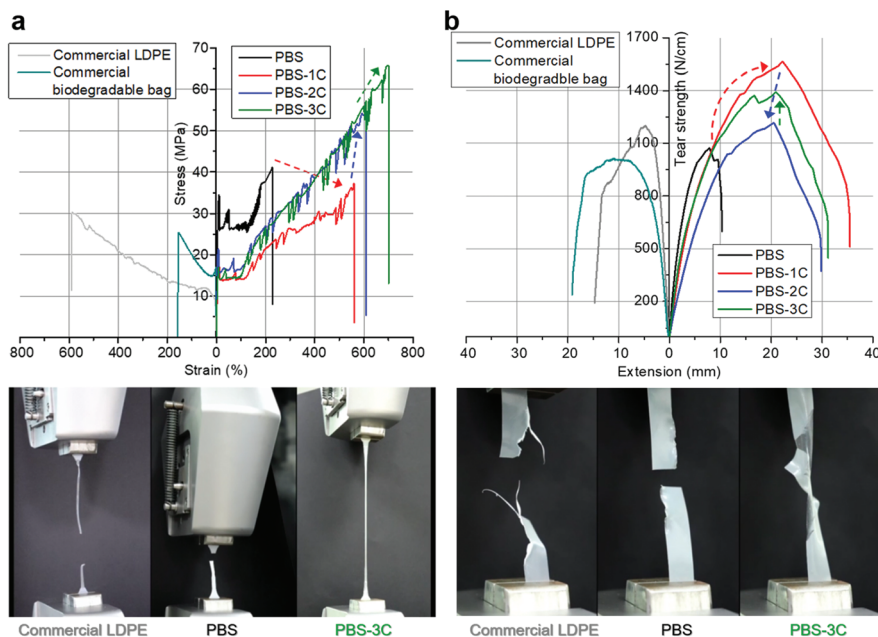 a
Commercial LDPE
Commercial
biodegradable bag
PBS
PBS-1C
PBS-2C
PBS-3C
Stress (MPa)
70
60
50
40
30
20
10
800 600 400 200 0 200 400 600 800
Strain (%)
Commercial LDPE
PBS
PBS-3C
b
Commercial LDPE
Commercial
biodegradble bag
Tear strength (N/cm)
1700
1400
1100
800
500
200
40 30 20 10 0 10 20 30 40
Extension (mm)
PBS
PBS-1C
PBS-2C
PBS-3C
Commercial LDPE
PBS
PBS-3C